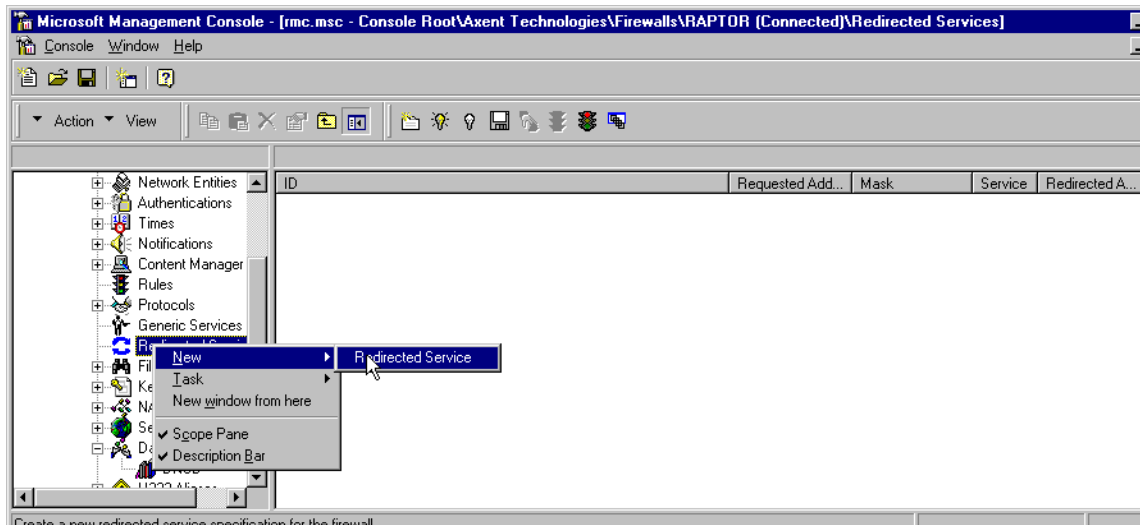 Microsoft Management Console - [rmc.msc - Console Root\Axent Technologies\Firewalls\RAPTOR (Connected)\Redirected Services]
Console Window Help
Action View
ID Requested Add... Mask Service Redirected A...
Network Entities
Authentications
Times
Notifications
Content Manager
Rules
Protocols
Generic Services
New
Redirected Service
Task
New window from here
Scope Pane
Description Bar
Create a new redirected service specification for the firewall